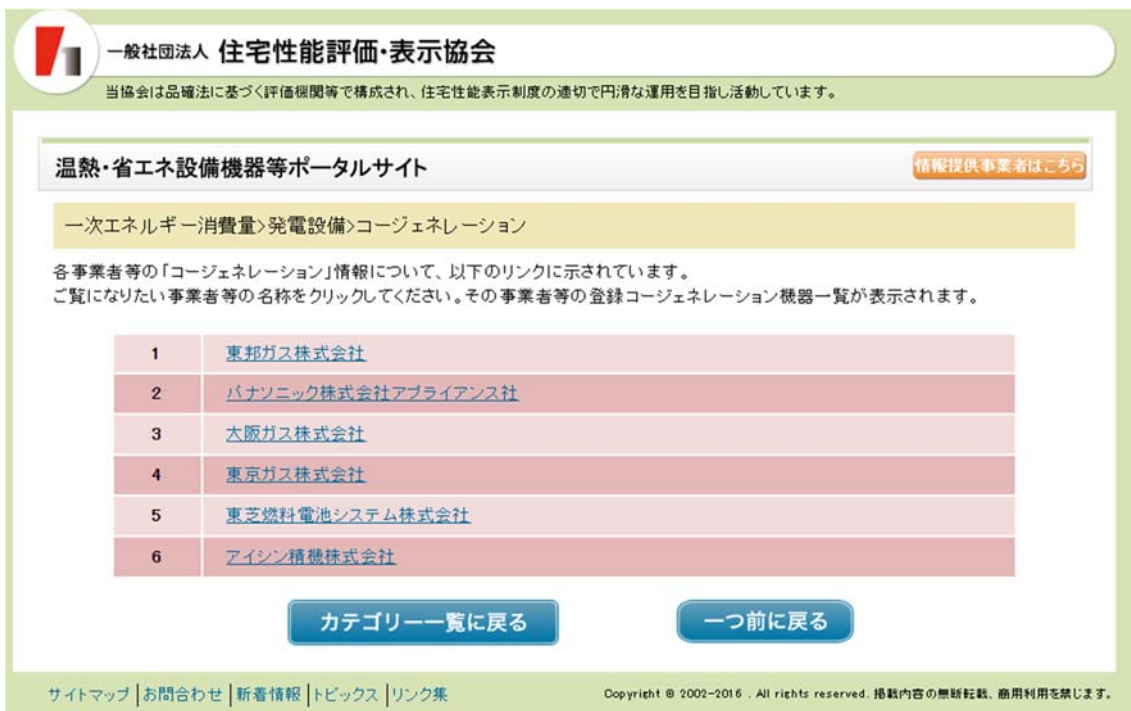 一般社団法人 住宅性能評価・表示協会
当協会は品確法に基づく評価機関等で構成され、住宅性能表示制度の適切で円滑な運用を目指し活動しています。
温熱・省エネ設備機器等ポータルサイト
情報提供事業者はこちら
一次エネルギー消費量>発電設備>コージェネレーション
各事業者等の「コージェネレーション」情報について、以下のリンクに示されています。
ご覧になりたい事業者等の名称をクリックしてください。その事業者等の登録コージェネレーション機器一覧が表示されます。
1 東邦ガス株式会社
2 パナソニック株式会社アプライアンス社
3 大阪ガス株式会社
4 東京ガス株式会社
5 東芝燃料電池システム株式会社
6 アイシン精機株式会社
カテゴリー一覧に戻る 一つ前に戻る
サイトマップ|お問合わせ|新着情報|トピックス|リンク集
Copyright © 2002-2016 . All rights reserved. 掲載内容の無断転載、商用利用を禁じます。